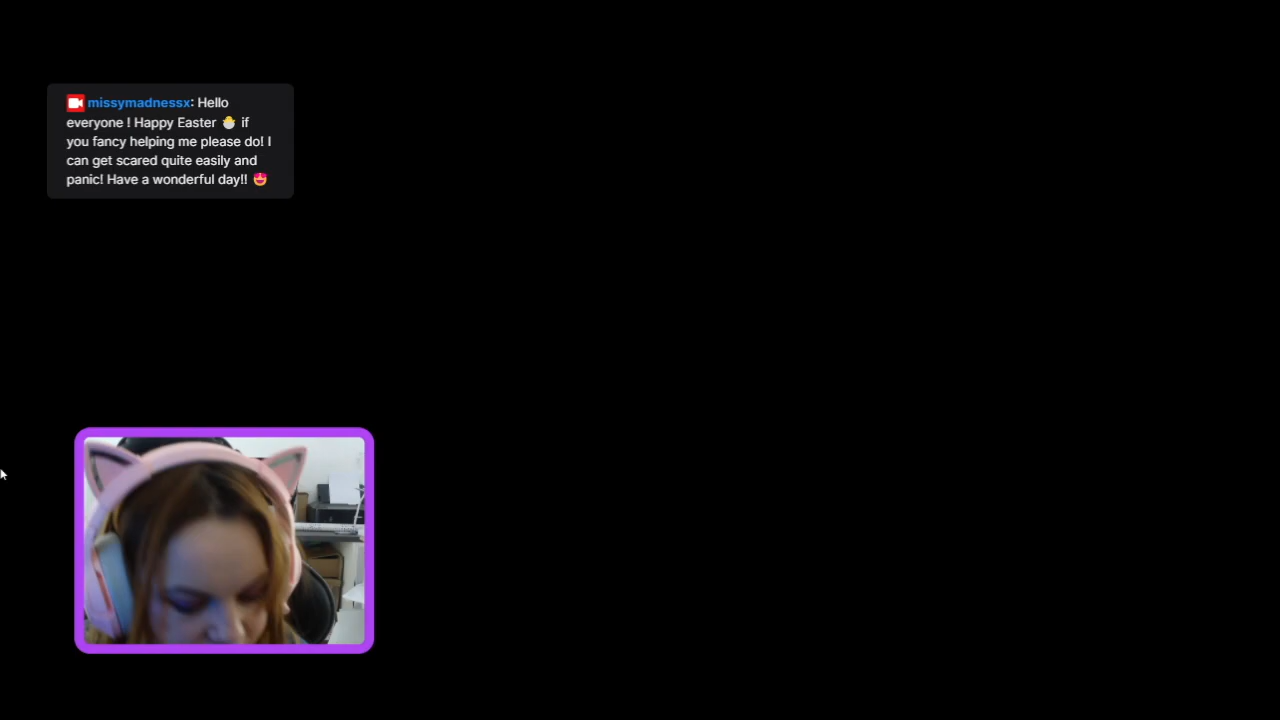 missymadnessx: Hello
everyone ! Happy Easter 🐣 if
you fancy helping me please do! I
can get scared quite easily and
panic! Have a wonderful day!! 😍